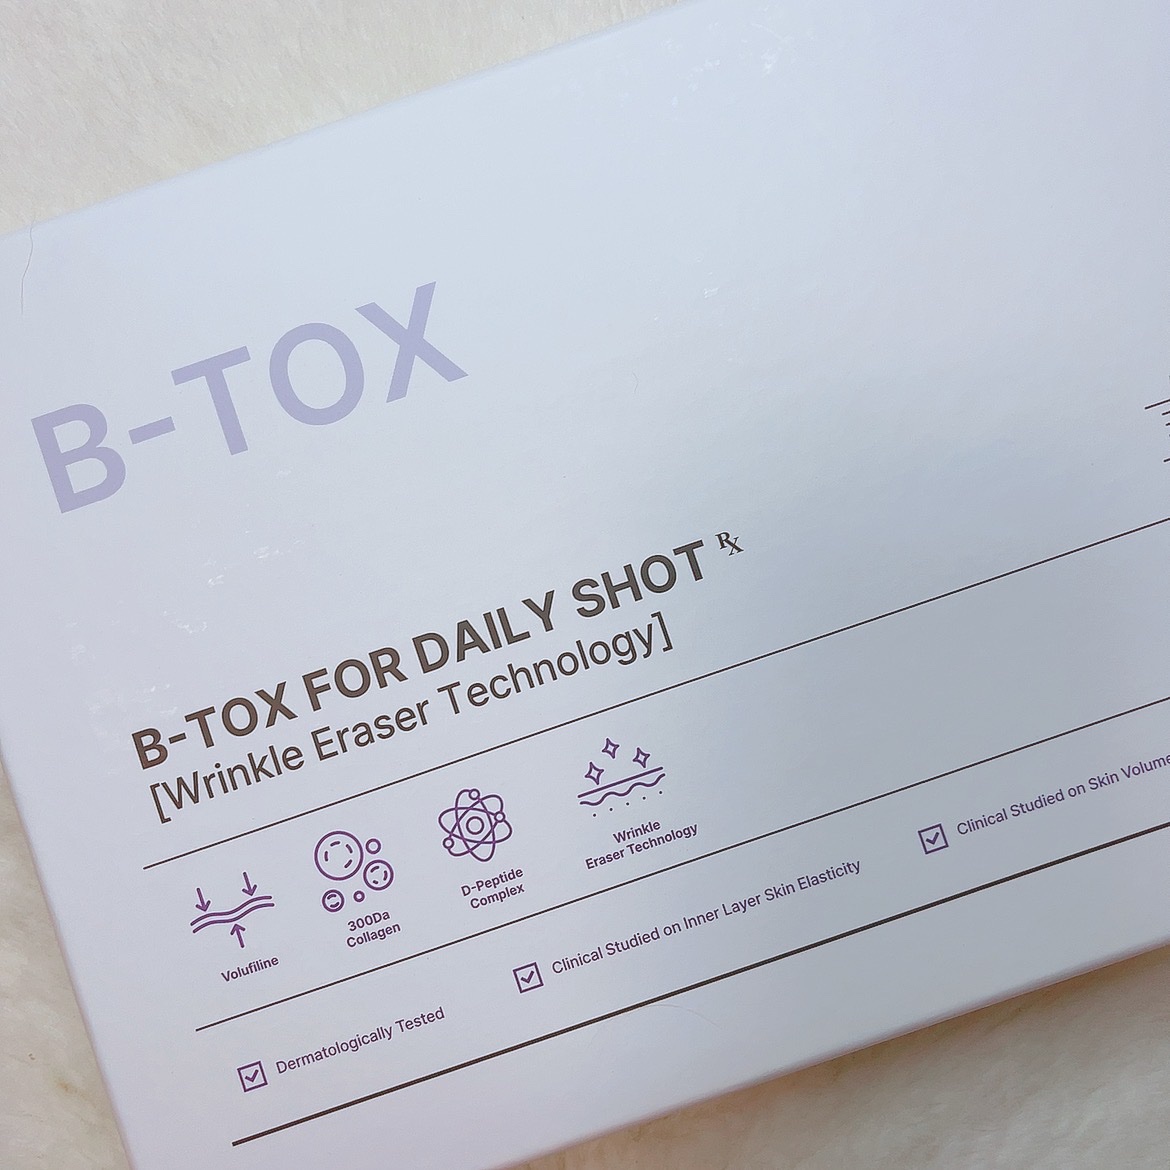 B-TOX
B-TOX FOR DAILY SHOT ℞
[Wrinkle Eraser Technology]
Volufiline
300Da
Collagen
D-Peptide
Complex
Wrinkle
Eraser Technology
Dermatologically Tested
Clinical Studied on Inner Layer Skin Elasticity
Clinical Studied on Skin Volume